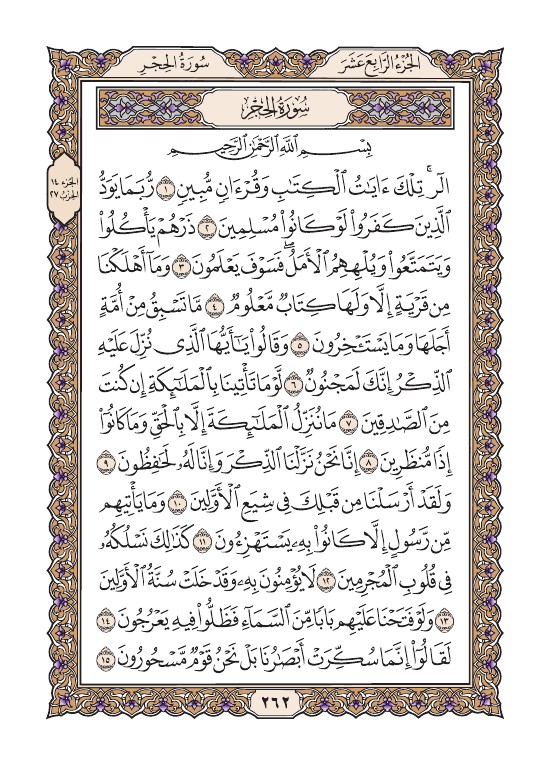 الجُزْءُ الرَّابِعَ عَشَرَ
سُورَةُ الحِجْرِ
سُورَةُ الحِجْرِ
بِسْمِ ٱللَّهِ ٱلرَّحْمَٰنِ ٱلرَّحِيمِ
الجزء ١٤
الحزب ٢٧
الٓرۚ تِلْكَ ءَايَٰتُ ٱلْكِتَٰبِ وَقُرْءَانٖ مُّبِينٖ ١ رُّبَمَا يَوَدُّ
ٱلَّذِينَ كَفَرُواْ لَوْ كَانُواْ مُسْلِمِينَ ٢ ذَرْهُمْ يَأْكُلُواْ
وَيَتَمَتَّعُواْ وَيُلْهِهِمُ ٱلْأَمَلُۖ فَسَوْفَ يَعْلَمُونَ ٣ وَمَآ أَهْلَكْنَا
مِن قَرْيَةٍ إِلَّا وَلَهَا كِتَابٞ مَّعْلُومٞ ٤ مَّا تَسْبِقُ مِنْ أُمَّةٍ
أَجَلَهَا وَمَا يَسْتَـْٔخِرُونَ ٥ وَقَالُواْ يَٰٓأَيُّهَا ٱلَّذِي نُزِّلَ عَلَيْهِ
ٱلذِّكْرُ إِنَّكَ لَمَجْنُونٞ ٦ لَّوْ مَا تَأْتِينَا بِٱلْمَلَٰٓئِكَةِ إِن كُنتَ
مِنَ ٱلصَّٰدِقِينَ ٧ مَا نُنَزِّلُ ٱلْمَلَٰٓئِكَةَ إِلَّا بِٱلْحَقِّ وَمَا كَانُوٓاْ
إِذٗا مُّنظَرِينَ ٨ إِنَّا نَحْنُ نَزَّلْنَا ٱلذِّكْرَ وَإِنَّا لَهُۥ لَحَٰفِظُونَ ٩
وَلَقَدْ أَرْسَلْنَا مِن قَبْلِكَ فِي شِيَعِ ٱلْأَوَّلِينَ ١٠ وَمَا يَأْتِيهِم
مِّن رَّسُولٍ إِلَّا كَانُواْ بِهِۦ يَسْتَهْزِءُونَ ١١ كَذَٰلِكَ نَسْلُكُهُۥ
فِي قُلُوبِ ٱلْمُجْرِمِينَ ١٢ لَا يُؤْمِنُونَ بِهِۦ وَقَدْ خَلَتْ سُنَّةُ ٱلْأَوَّلِينَ
١٣ وَلَوْ فَتَحْنَا عَلَيْهِم بَابٗا مِّنَ ٱلسَّمَآءِ فَظَلُّواْ فِيهِ يَعْرُجُونَ ١٤
لَقَالُوٓاْ إِنَّمَا سُكِّرَتْ أَبْصَٰرُنَا بَلْ نَحْنُ قَوْمٞ مَّسْحُورُونَ ١٥
٢٦٢